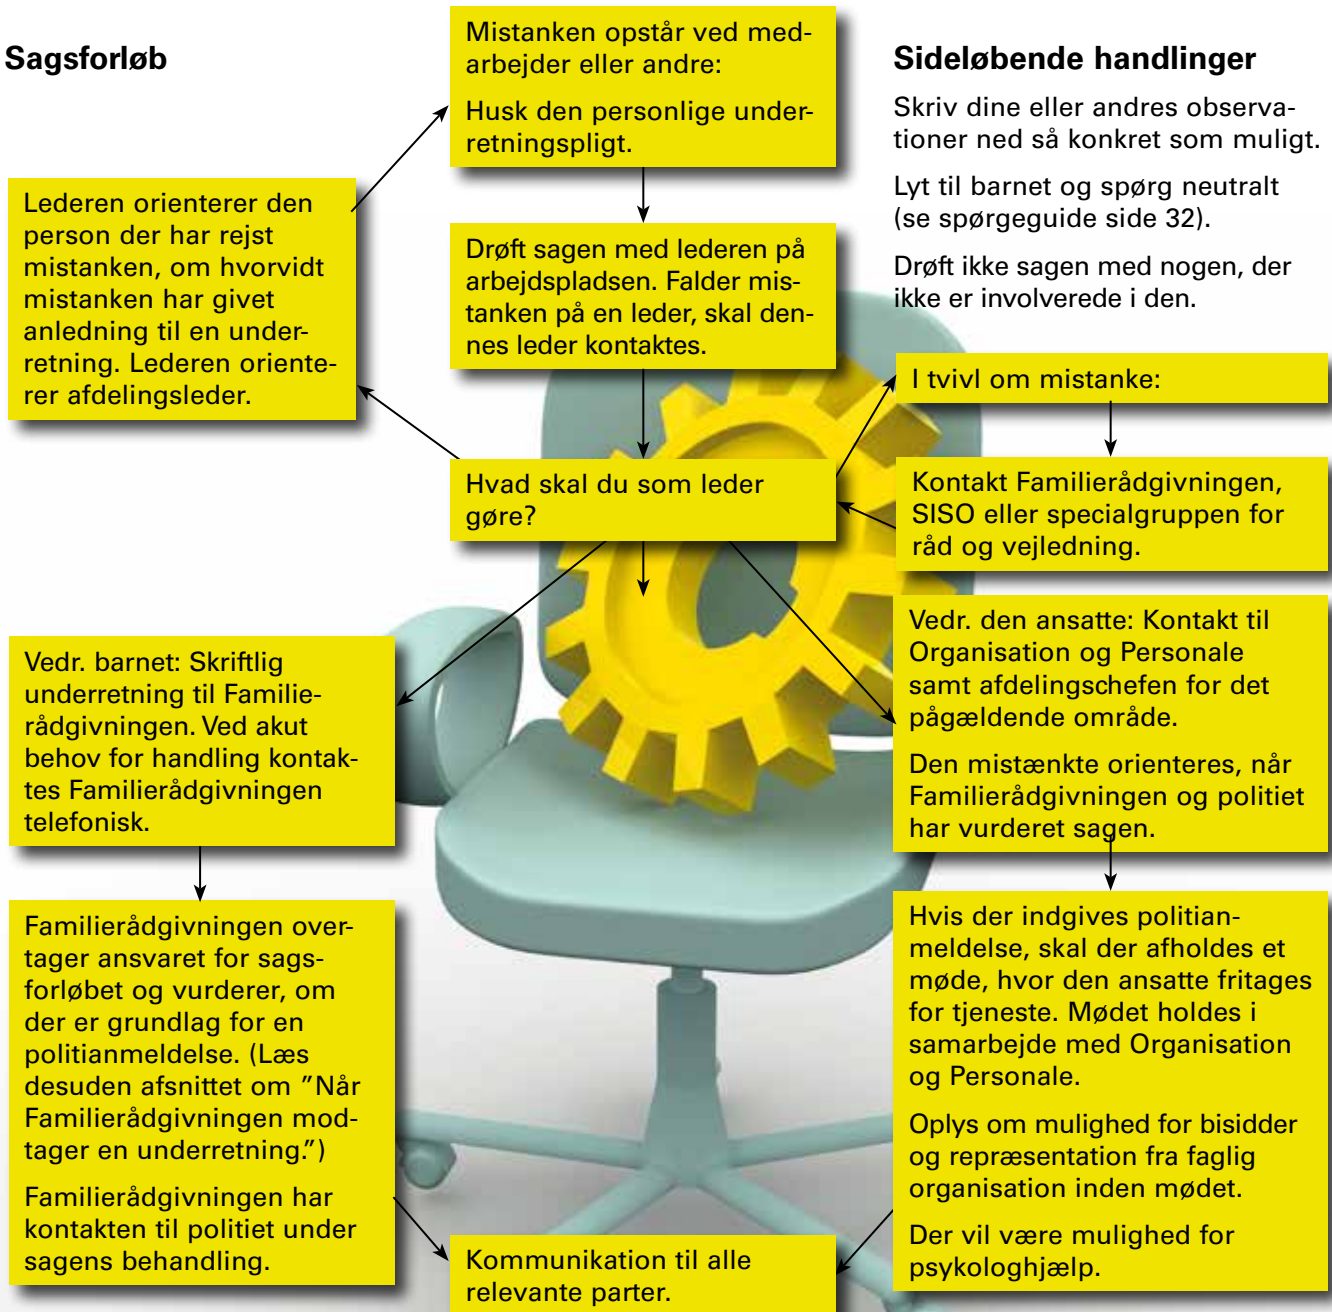 Sagsforløb
Mistanken opstår ved med-
arbejder eller andre:
Husk den personlige under-
retningspligt.
Sideløbende handlinger
Skriv dine eller andres observa-
tioner ned så konkret som muligt.
Lyt til barnet og spørg neutralt
(se spørgeguide side 32).
Drøft ikke sagen med nogen, der
ikke er involverede i den.
Lederen orienterer den
person der har rejst
mistanken, om hvorvidt
mistanken har givet
anledning til en under-
retning. Lederen oriente-
rer afdelingsleder.
Drøft sagen med lederen på
arbejdspladsen. Falder mis-
tanken på en leder, skal den-
nes leder kontaktes.
I tvivl om mistanke:
Hvad skal du som leder
gøre?
Kontakt Familierådgivningen,
SISO eller specialgruppen for
råd og vejledning.
Vedr. barnet: Skriftlig
underretning til Familie-
rådgivningen. Ved akut
behov for handling kontak-
tes Familierådgivningen
telefonisk.
Vedr. den ansatte: Kontakt til
Organisation og Personale
samt afdelingschefen for det
pågældende område.
Den mistænkte orienteres, når
Familierådgivningen og politiet
har vurderet sagen.
Familierådgivningen over-
tager ansvaret for sags-
forløbet og vurderer, om
der er grundlag for en
politianmeldelse. (Læs
desuden afsnittet om ”Når
Familierådgivningen mod-
tager en underretning.”)
Familierådgivningen har
kontakten til politiet under
sagens behandling.
Hvis der indgives politian-
meldelse, skal der afholdes et
møde, hvor den ansatte fritages
for tjeneste. Mødet holdes i
samarbejde med Organisation
og Personale.
Oplys om mulighed for bisidder
og repræsentation fra faglig
organisation inden mødet.
Der vil være mulighed for
psykologhjælp.
Kommunikation til alle
relevante parter.